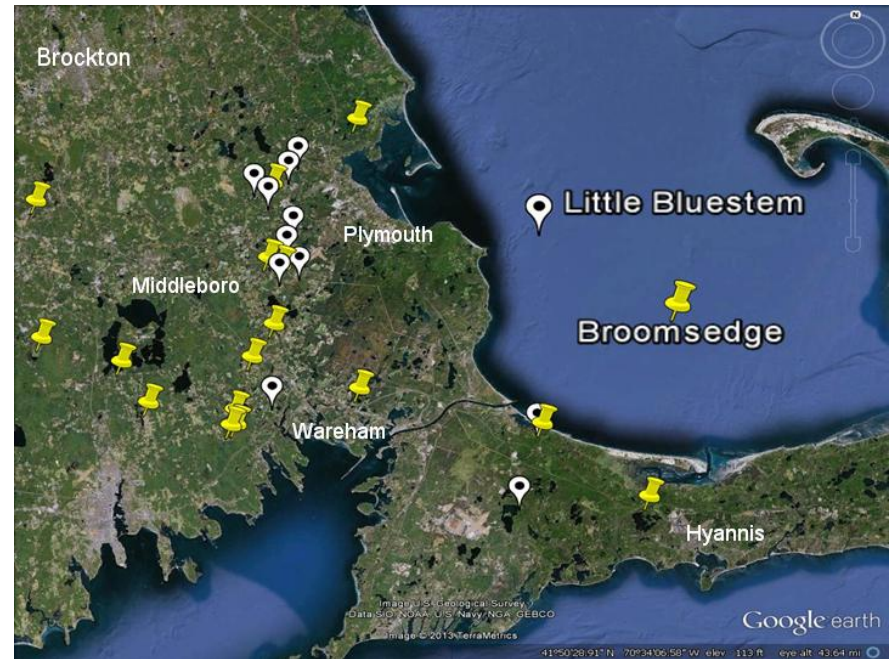 N
Brockton
Little Bluestem
Plymouth
Middleboro
Broomsedge
Wareham
Hyannis
Image U.S. Geological Survey
Data SIO, NOAA, U.S. Navy, NGA, GEBCO
Image © 2013 TerraMetrics
Google earth
41°50'28.91" N 70°34'06.58" W elev 113 ft eye alt 43.64 mi